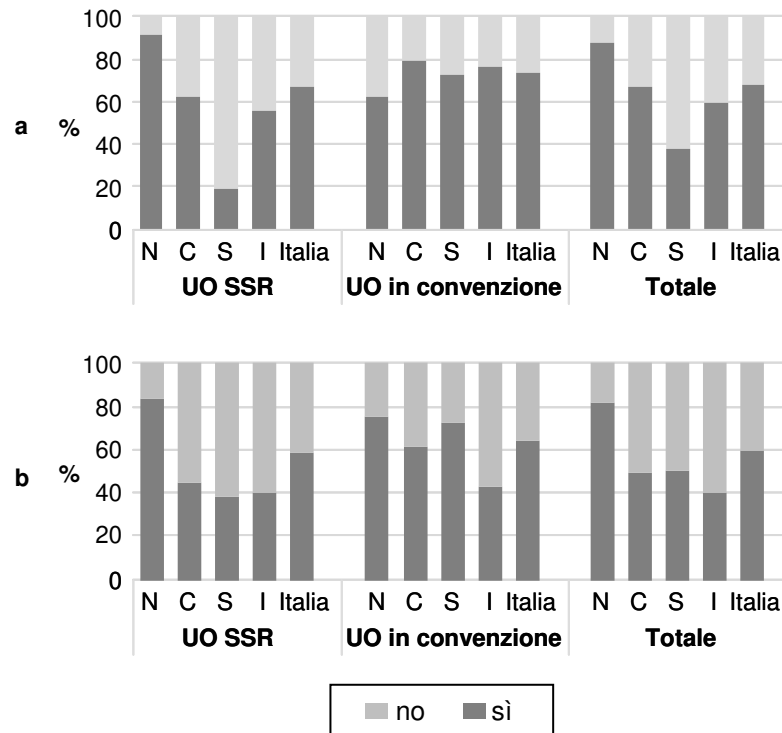 100
80
a % 60
40
20
0
N C S I Italia N C S I Italia N C S I Italia
UO SSR UO in convenzione Totale
100
80
60
b % 40
20
0
N C S I Italia N C S I Italia N C S I Italia
UO SSR UO in convenzione Totale
no sì